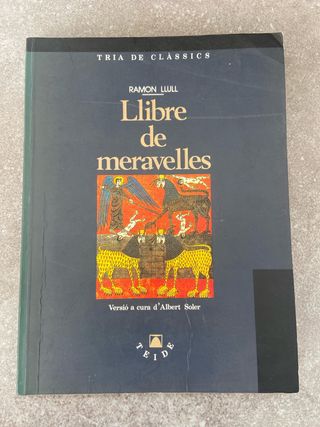 TRIA DE CLÀSSICS
RAMON LLULL
Llibre
de
meravelles
Versió a cura d'Albert Soler
TEIDE